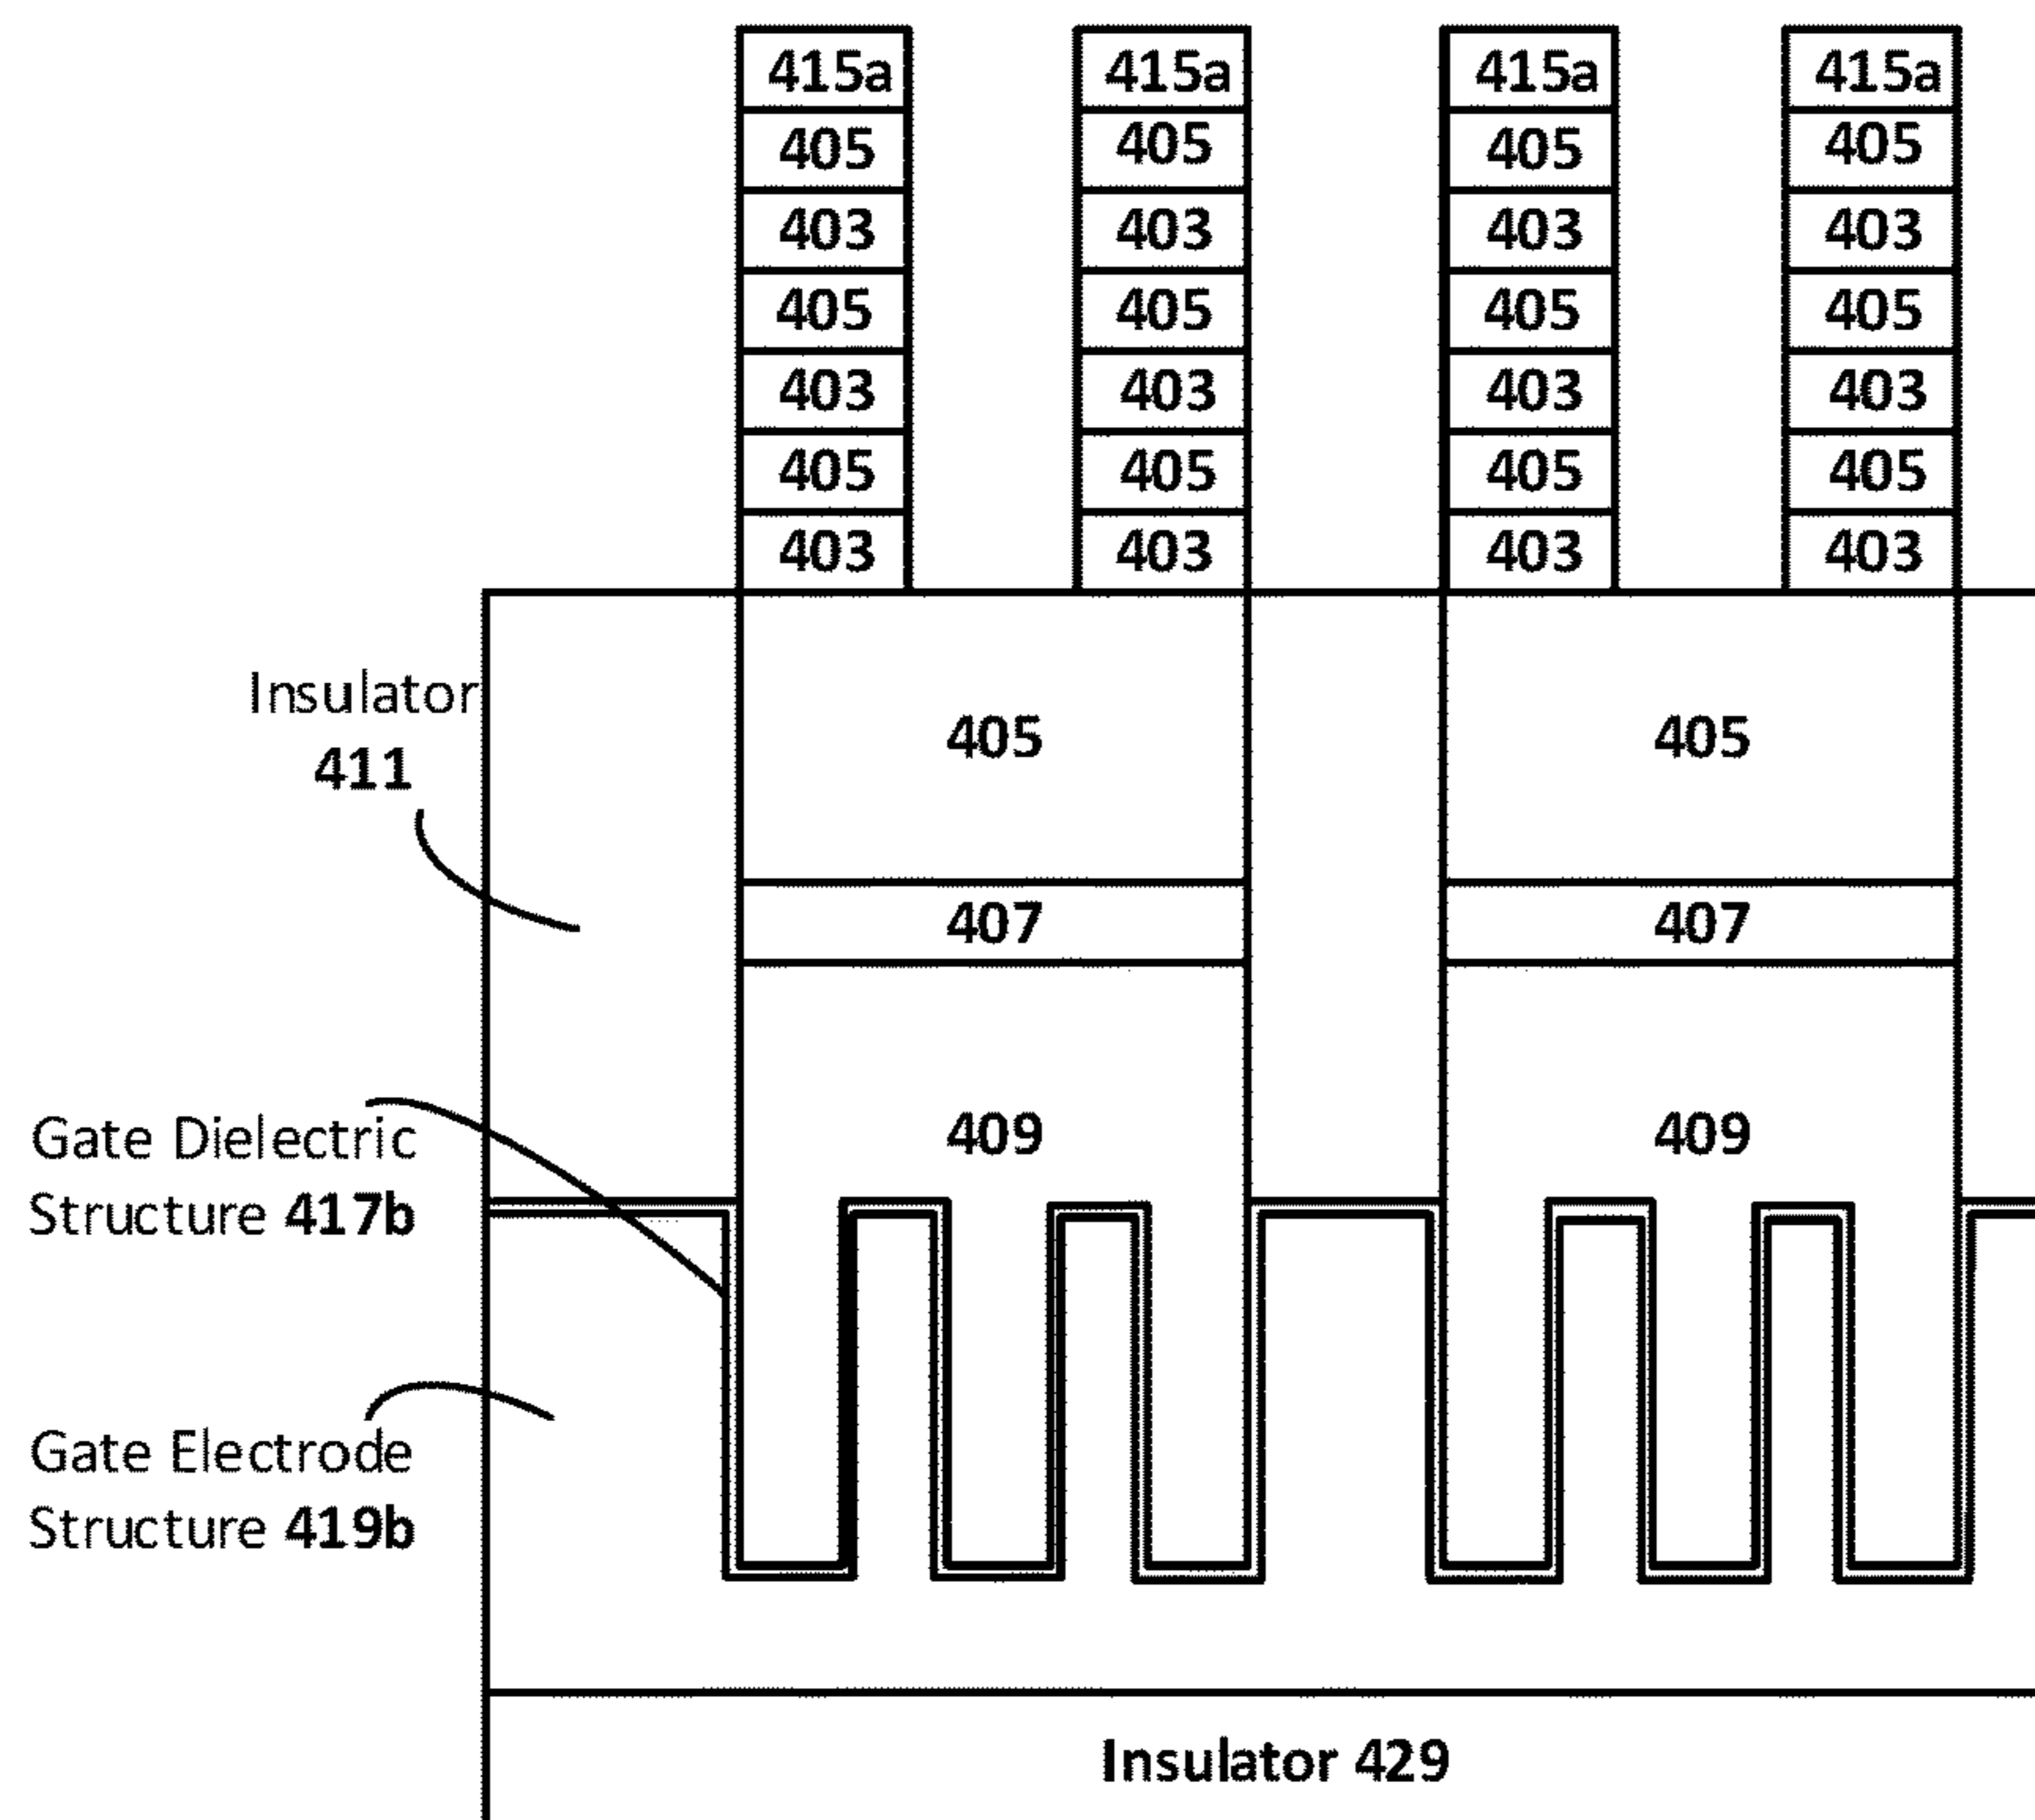 415a 415a 415a 415a
405 405 405 405
403 403 403 403
405 405 405 405
403 403 403 403
405 405 405 405
403 403 403 403
Insulator
411
405 405
407 407
409 409
Gate Dielectric
Structure 417b
Gate Electrode
Structure 419b
Insulator 429